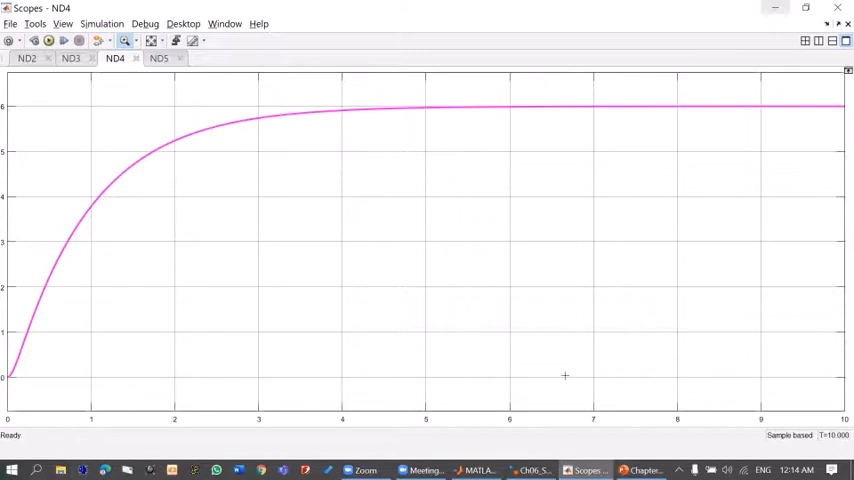 Scopes - ND4
File Tools View Simulation Debug Desktop Window Help
ND2 ND3 ND4 ND5
6
5
4
3
2
1
0
0 1 2 3 4 5 6 7 8 9 10
Ready Sample based T=10.000
Zoom Meeting... MATLA... Ch06_S... Scopes ... Chapter... ENG 12:14 AM